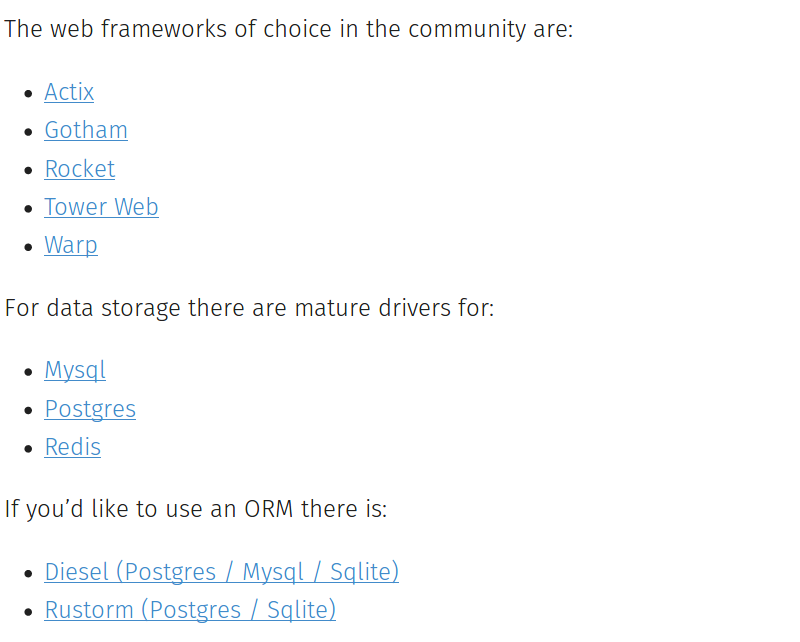 The web frameworks of choice in the community are:
• Actix
• Gotham
• Rocket
• Tower Web
• Warp
For data storage there are mature drivers for:
• Mysql
• Postgres
• Redis
If you’d like to use an ORM there is:
• Diesel (Postgres / Mysql / Sqlite)
• Rustorm (Postgres / Sqlite)